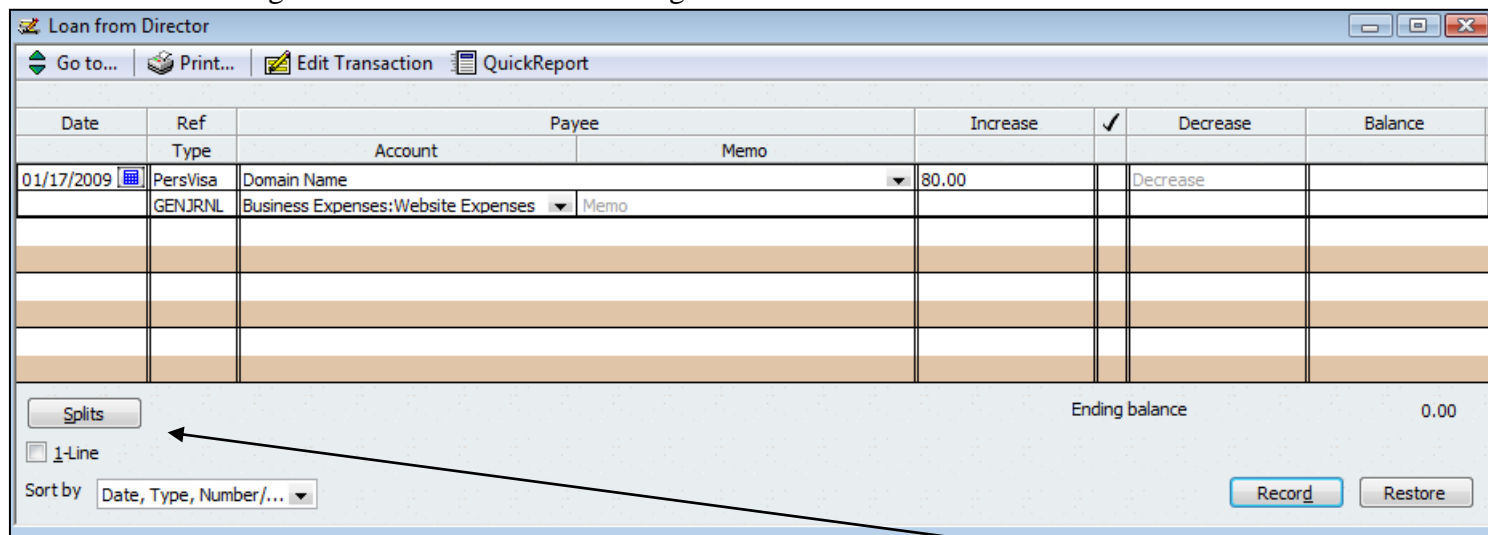 Loan from Director
Go to... Print... Edit Transaction QuickReport
Date Ref Payee Increase ✓ Decrease Balance
Type Account Memo
01/17/2009 PersVisa Domain Name 80.00 Decrease
GENJRNL Business Expenses:Website Expenses Memo
Splits Ending balance 0.00
1-Line
Sort by Date, Type, Number/... Record Restore